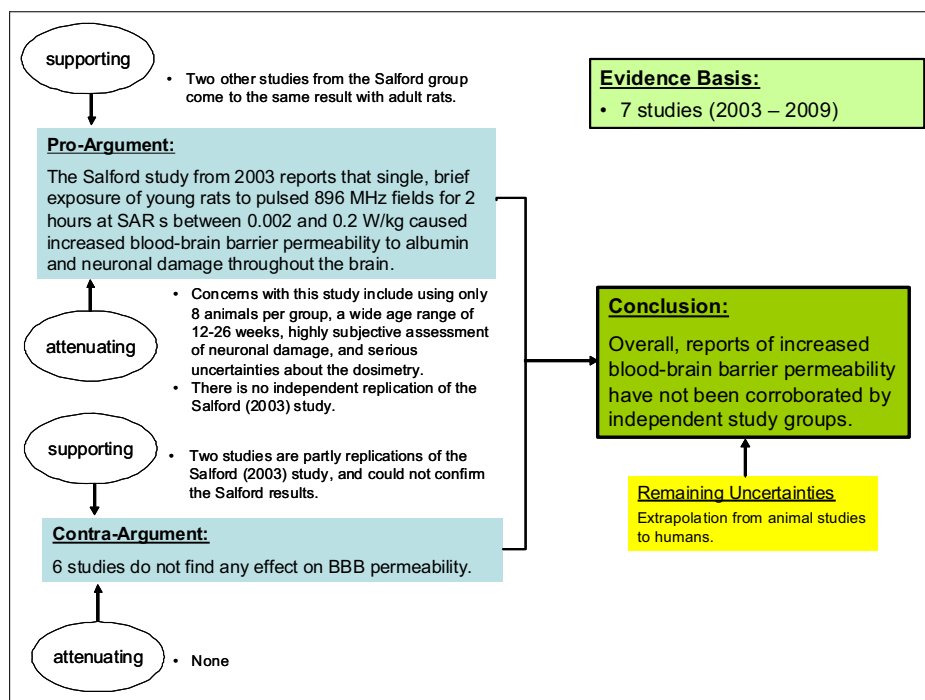 supporting
• Two other studies from the Salford group
come to the same result with adult rats.
Evidence Basis:
• 7 studies (2003 – 2009)
Pro-Argument:
The Salford study from 2003 reports that single, brief
exposure of young rats to pulsed 896 MHz fields for 2
hours at SAR s between 0.002 and 0.2 W/kg caused
increased blood-brain barrier permeability to albumin
and neuronal damage throughout the brain.
attenuating
• Concerns with this study include using only
8 animals per group, a wide age range of
12-26 weeks, highly subjective assessment
of neuronal damage, and serious
uncertainties about the dosimetry.
• There is no independent replication of the
Salford (2003) study.
supporting
• Two studies are partly replications of the
Salford (2003) study, and could not confirm
the Salford results.
Contra-Argument:
6 studies do not find any effect on BBB permeability.
attenuating
• None
Conclusion:
Overall, reports of increased
blood-brain barrier permeability
have not been corroborated by
independent study groups.
Remaining Uncertainties
Extrapolation from animal studies
to humans.